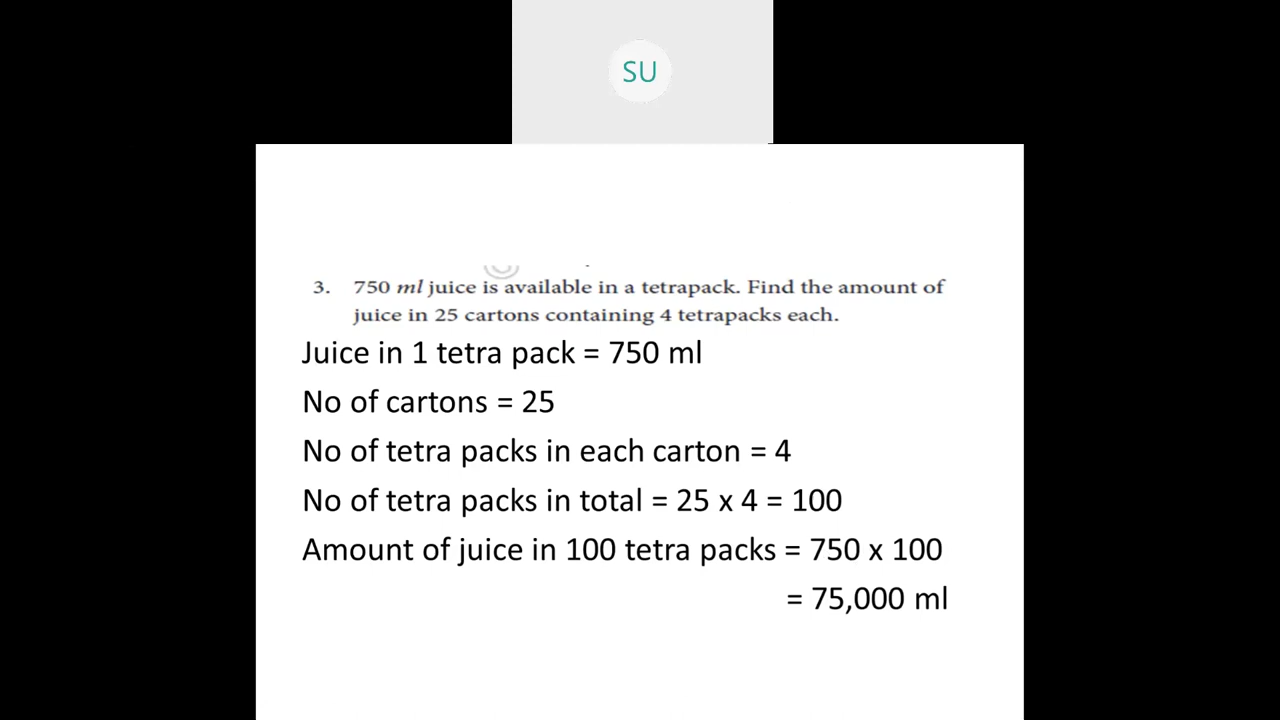 SU
3. 750 ml juice is available in a tetrapack. Find the amount of
juice in 25 cartons containing 4 tetrapacks each.
Juice in 1 tetra pack = 750 ml
No of cartons = 25
No of tetra packs in each carton = 4
No of tetra packs in total = 25 x 4 = 100
Amount of juice in 100 tetra packs = 750 x 100
= 75,000 ml